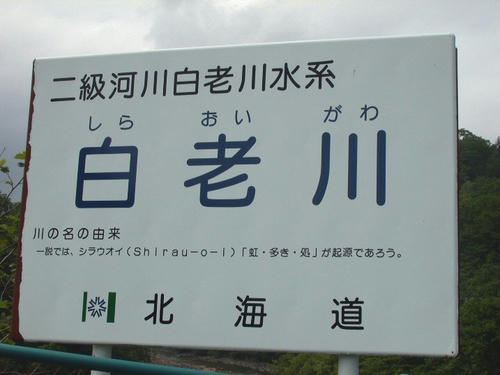 二級河川白老川水系
しら おい がわ
白老川
川の名の由来
一説では、シラウオイ(Shirau-o-i)「虹・多き・処」が起源であろう。
北海道